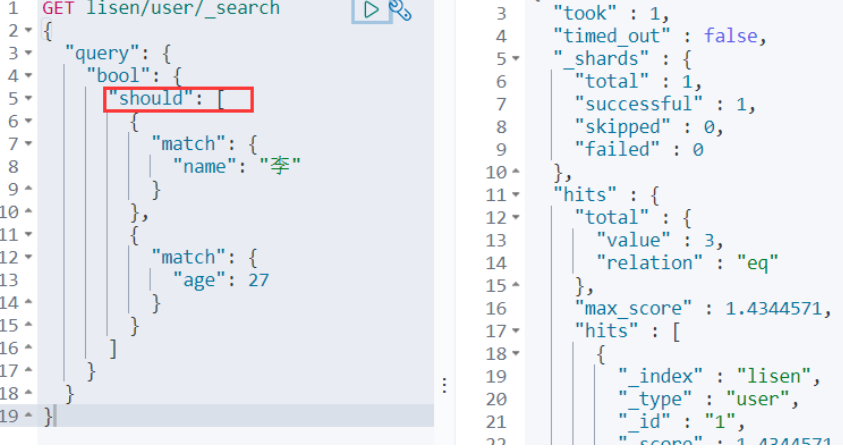 GET lisen/user/_search
{
"query": {
"bool": {
"should": [
{
"match": {
"name": "李"
}
},
{
"match": {
"age": 27
}
}
]
}
}
}
1
2
3
4
5
6
7
8
9
10
11
12
13
14
15
16
17
18
19
3 "took" : 1,
4 "timed_out" : false,
5 "_shards" : {
6 "total" : 1,
7 "successful" : 1,
8 "skipped" : 0,
9 "failed" : 0
10 },
11 "hits" : {
12 "total" : {
13 "value" : 3,
14 "relation" : "eq"
15 },
16 "max_score" : 1.4344571,
17 "hits" : [
18 {
19 "_index" : "lisen",
20 "_type" : "user",
21 "_id" : "1",
22 "_score" : 1.4344571